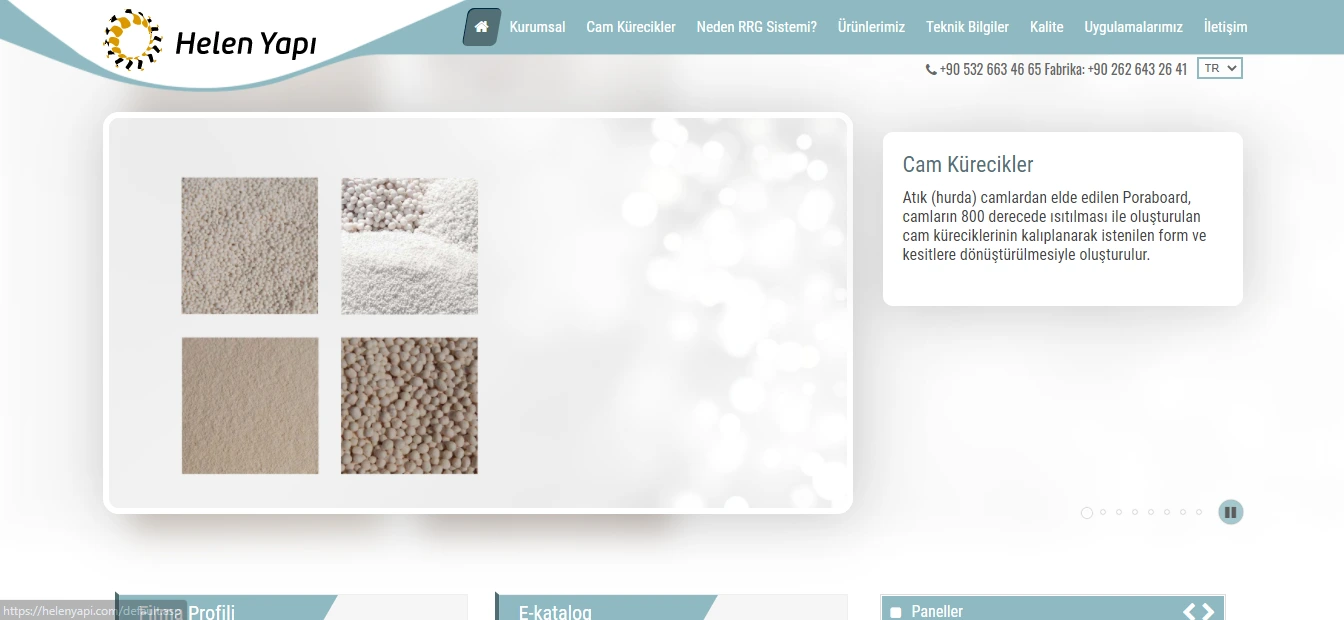 Helen Yapı
Kurumsal Cam Kürecikler Neden RRG Sistemi? Ürünlerimiz Teknik Bilgiler Kalite Uygulamalarımız İletişim
+90 532 663 46 65 Fabrika: +90 262 643 26 41 TR
Cam Kürecikler
Atık (hurda) camlardan elde edilen Poraboard,
camların 800 derecede ısıtılması ile oluşturulan
cam küreciklerinin kalıplanarak istenilen form ve
kesitlere dönüştürülmesiyle oluşturulur.
Firma Profili
E-katalog
Paneller
https://helenyapi.com/default.asp